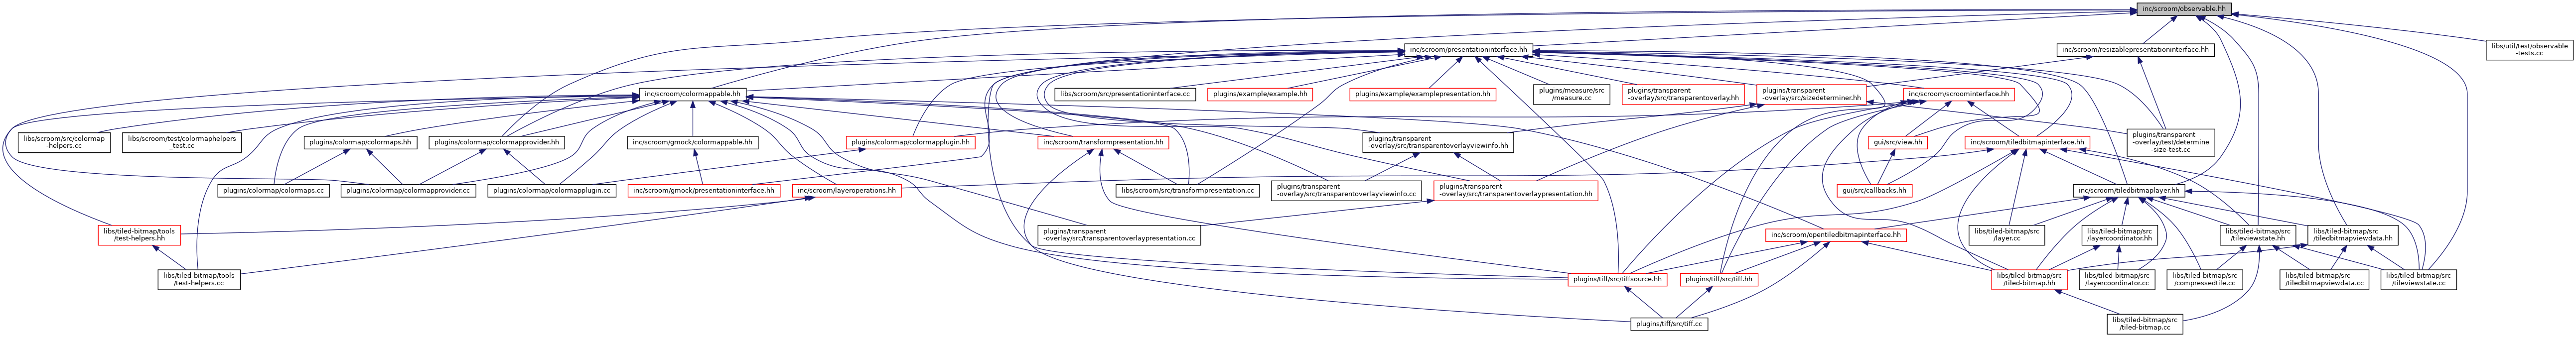 inc/scroom/observable.hh
inc/scroom/presentationinterface.hh
inc/scroom/resizablepresentationinterface.hh
libs/util/test/observable
-tests.cc
inc/scroom/colormappable.hh
libs/scroom/src/presentationinterface.cc
plugins/example/example.hh
plugins/example/examplepresentation.hh
plugins/measure/src
/measure.cc
plugins/transparent
-overlay/src/transparentoverlay.hh
plugins/transparent
-overlay/src/sizedeterminer.hh
inc/scroom/scroominterface.hh
libs/scroom/src/colormap
-helpers.cc
libs/scroom/test/colormaphelpers
_test.cc
plugins/colormap/colormaps.hh
plugins/colormap/colormapprovider.hh
inc/scroom/gmock/colormappable.hh
plugins/colormap/colormapplugin.hh
inc/scroom/transformpresentation.hh
plugins/transparent
-overlay/src/transparentoverlayviewinfo.hh
gui/src/view.hh
inc/scroom/tiledbitmapinterface.hh
plugins/transparent
-overlay/test/determine
-size-test.cc
plugins/colormap/colormaps.cc
plugins/colormap/colormapprovider.cc
plugins/colormap/colormapplugin.cc
inc/scroom/gmock/presentationinterface.hh
inc/scroom/layeroperations.hh
libs/scroom/src/transformpresentation.cc
plugins/transparent
-overlay/src/transparentoverlayviewinfo.cc
plugins/transparent
-overlay/src/transparentoverlaypresentation.hh
gui/src/callbacks.hh
inc/scroom/tiledbitmaplayer.hh
libs/tiled-bitmap/tools
/test-helpers.hh
plugins/transparent
-overlay/src/transparentoverlaypresentation.cc
inc/scroom/opentiledbitmapinterface.hh
libs/tiled-bitmap/src
/layer.cc
libs/tiled-bitmap/src
/layercoordinator.hh
libs/tiled-bitmap/src
/tileviewstate.hh
libs/tiled-bitmap/src
/tiledbitmapviewdata.hh
libs/tiled-bitmap/tools
/test-helpers.cc
plugins/tiff/src/tiffsource.hh
plugins/tiff/src/tiff.hh
libs/tiled-bitmap/src
/tiled-bitmap.hh
libs/tiled-bitmap/src
/layercoordinator.cc
libs/tiled-bitmap/src
/compressedtile.cc
libs/tiled-bitmap/src
/tiledbitmapviewdata.cc
libs/tiled-bitmap/src
/tileviewstate.cc
plugins/tiff/src/tiff.cc
libs/tiled-bitmap/src
/tiled-bitmap.cc